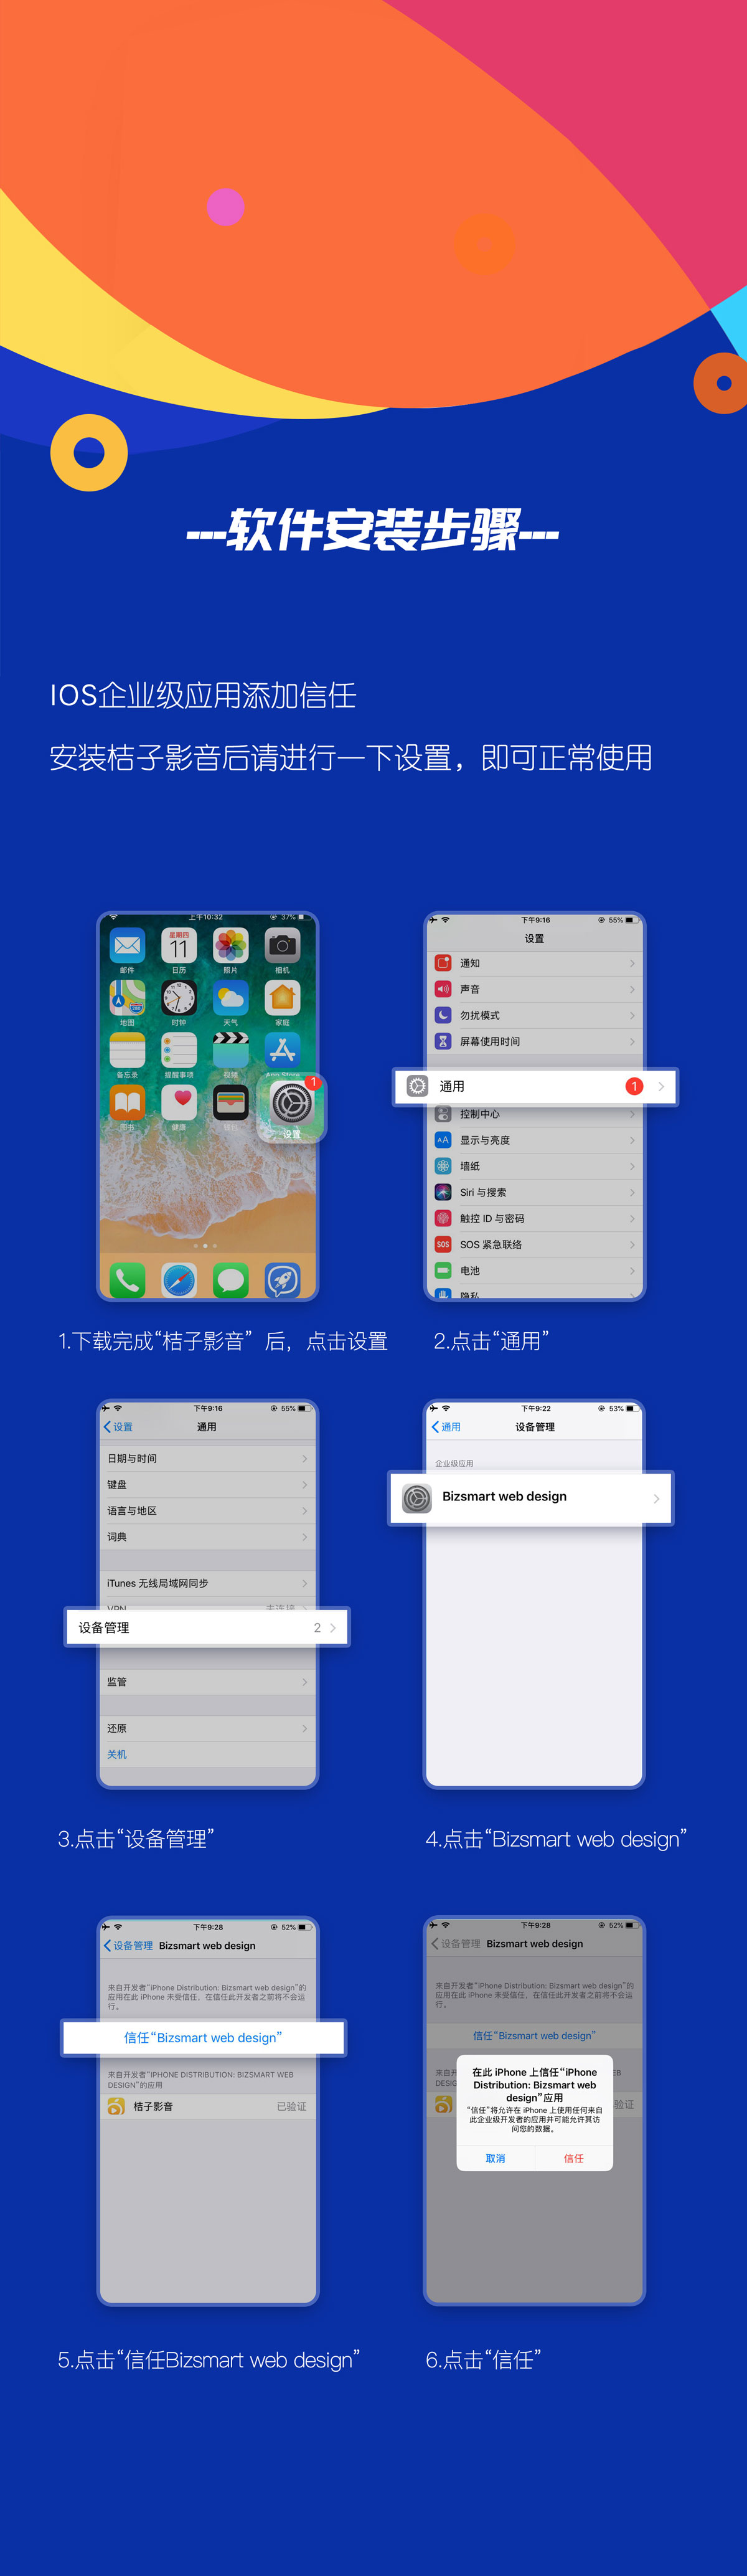 ---软件安装步骤---
IOS企业级应用添加信任
安装桔子影音后请进行一下设置，即可正常使用
上午10:32
37%
星期四
11
邮件
日历
照片
相机
地图
时钟
天气
家庭
备忘录
提醒事项
视频
App Store
图书
健康
钱包
1
设置
1.下载完成“桔子影音”后，点击设置
下午9:16
55%
设置
通知
声音
勿扰模式
屏幕使用时间
通用
1
控制中心
AA
显示与亮度
墙纸
Siri 与搜索
触控 ID 与密码
SOS
SOS 紧急联络
电池
隐私
2.点击“通用”
下午9:16
55%
设置
通用
日期与时间
键盘
语言与地区
词典
iTunes 无线局域网同步
VPN
未连接
设备管理
2
监管
还原
关机
3.点击“设备管理”
下午9:22
53%
通用
设备管理
企业级应用
Bizsmart web design
4.点击“Bizsmart web design”
下午9:28
52%
设备管理
Bizsmart web design
来自开发者“iPhone Distribution: Bizsmart web design”的
应用在此 iPhone 未受信任，在信任此开发者之前将不会运
行。
信任“Bizsmart web design”
来自开发者“IPHONE DISTRIBUTION: BIZSMART WEB
DESIGN”的应用
桔子影音
已验证
5.点击“信任Bizsmart web design”
下午9:28
52%
设备管理
Bizsmart web design
来自开发者“iPhone Distribution: Bizsmart web design”的
应用在此 iPhone 未受信任，在信任此开发者之前将不会运
行。
信任“Bizsmart web design”
来自开
EB
DESIG
验证
在此 iPhone 上信任“iPhone
Distribution: Bizsmart web
design”应用
“信任”将允许在 iPhone 上使用任何来自
此企业级开发者的应用并可能允许其访
问您的数据。
取消
信任
6.点击“信任”